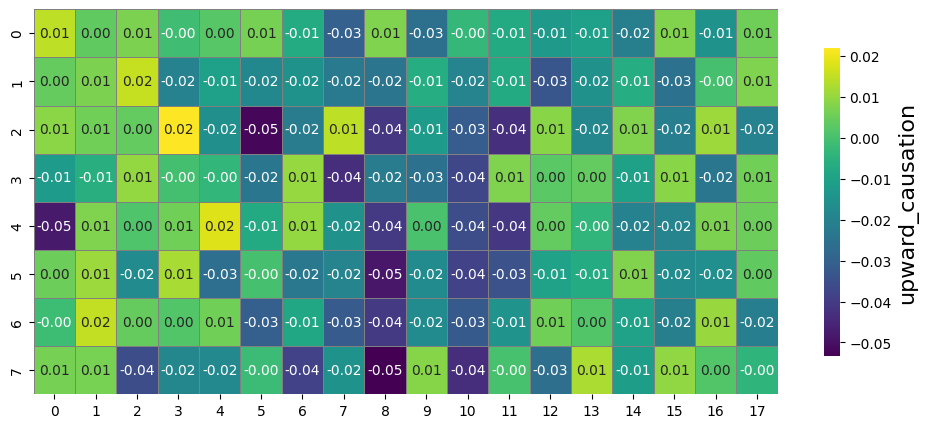 0 0.01 0.00 0.01 -0.00 0.00 0.01 -0.01 -0.03 0.01 -0.03 -0.00 -0.01 -0.01 -0.01 -0.02 0.01 -0.01 0.01
1 0.00 0.01 0.02 -0.02 -0.01 -0.02 -0.02 -0.02 -0.02 -0.01 -0.02 -0.01 -0.03 -0.02 -0.01 -0.03 -0.00 0.01
2 0.01 0.01 0.00 0.02 -0.02 -0.05 -0.02 0.01 -0.04 -0.01 -0.03 -0.04 0.01 -0.02 0.01 -0.02 0.01 -0.02
3 -0.01 -0.01 0.01 -0.00 -0.00 -0.02 0.01 -0.04 -0.02 -0.03 -0.04 0.01 0.00 0.00 -0.01 0.01 -0.02 0.01
4 -0.05 0.01 0.00 0.01 0.02 -0.01 0.01 -0.02 -0.04 0.00 -0.04 -0.04 0.00 -0.00 -0.02 -0.02 0.01 0.00
5 0.00 0.01 -0.02 0.01 -0.03 -0.00 -0.02 -0.02 -0.05 -0.02 -0.04 -0.03 -0.01 -0.01 0.01 -0.02 -0.02 0.00
6 -0.00 0.02 0.00 0.00 0.01 -0.03 -0.01 -0.03 -0.04 -0.02 -0.03 -0.01 0.01 0.00 -0.01 -0.02 0.01 -0.02
7 0.01 0.01 -0.04 -0.02 -0.02 -0.00 -0.04 -0.02 -0.05 0.01 -0.04 -0.00 -0.03 0.01 -0.01 0.01 0.00 -0.00
0 1 2 3 4 5 6 7 8 9 10 11 12 13 14 15 16 17
0.02
0.01
0.00
−0.01
−0.02
−0.03
−0.04
−0.05
upward_causation